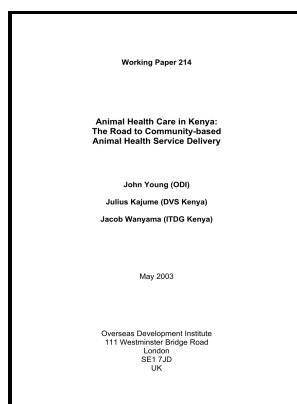 Working Paper 214
Animal Health Care in Kenya:
The Road to Community-based
Animal Health Service Delivery
John Young (ODI)
Julius Kajume (DVS Kenya)
Jacob Wanyama (ITDG Kenya)
May 2003
Overseas Development Institute
111 Westminster Bridge Road
London
SE1 7JD
UK